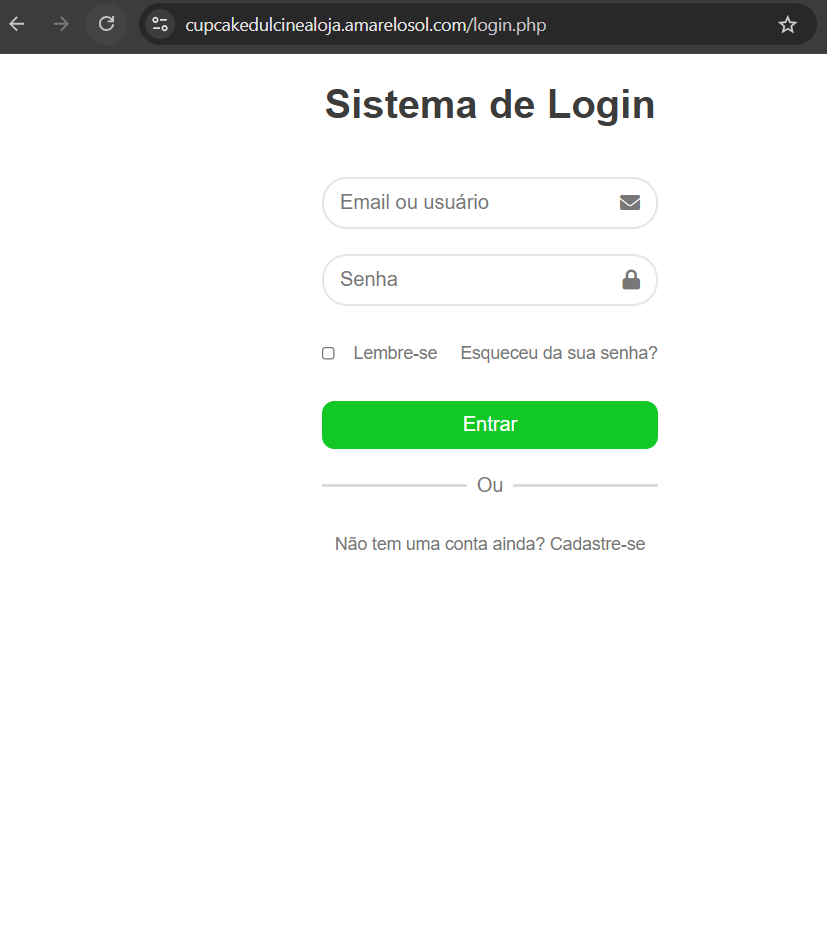 cupcakedulcinealoja.amarelosol.com/login.php
Sistema de Login
Email ou usuário
Senha
Lembre-se Esqueceu da sua senha?
Entrar
Ou
Não tem uma conta ainda? Cadastre-se